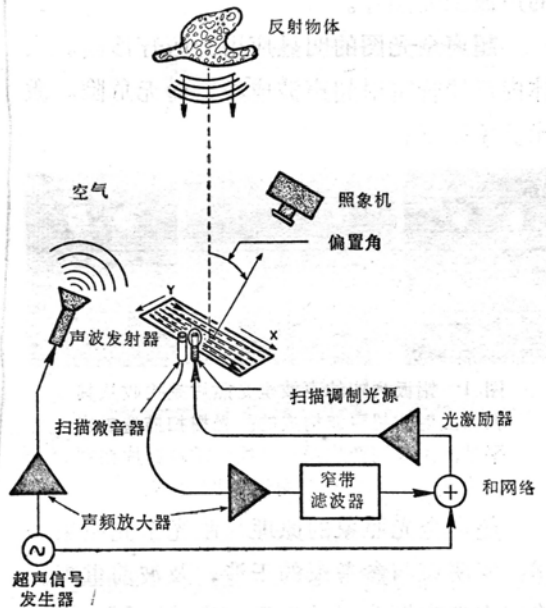 反射物体
空气
照象机
偏置角
Y
X
声波发射器
扫描微音器
扫描调制光源
光激励器
窄带
滤波器
和网络
声频放大器
超声信号
发生器